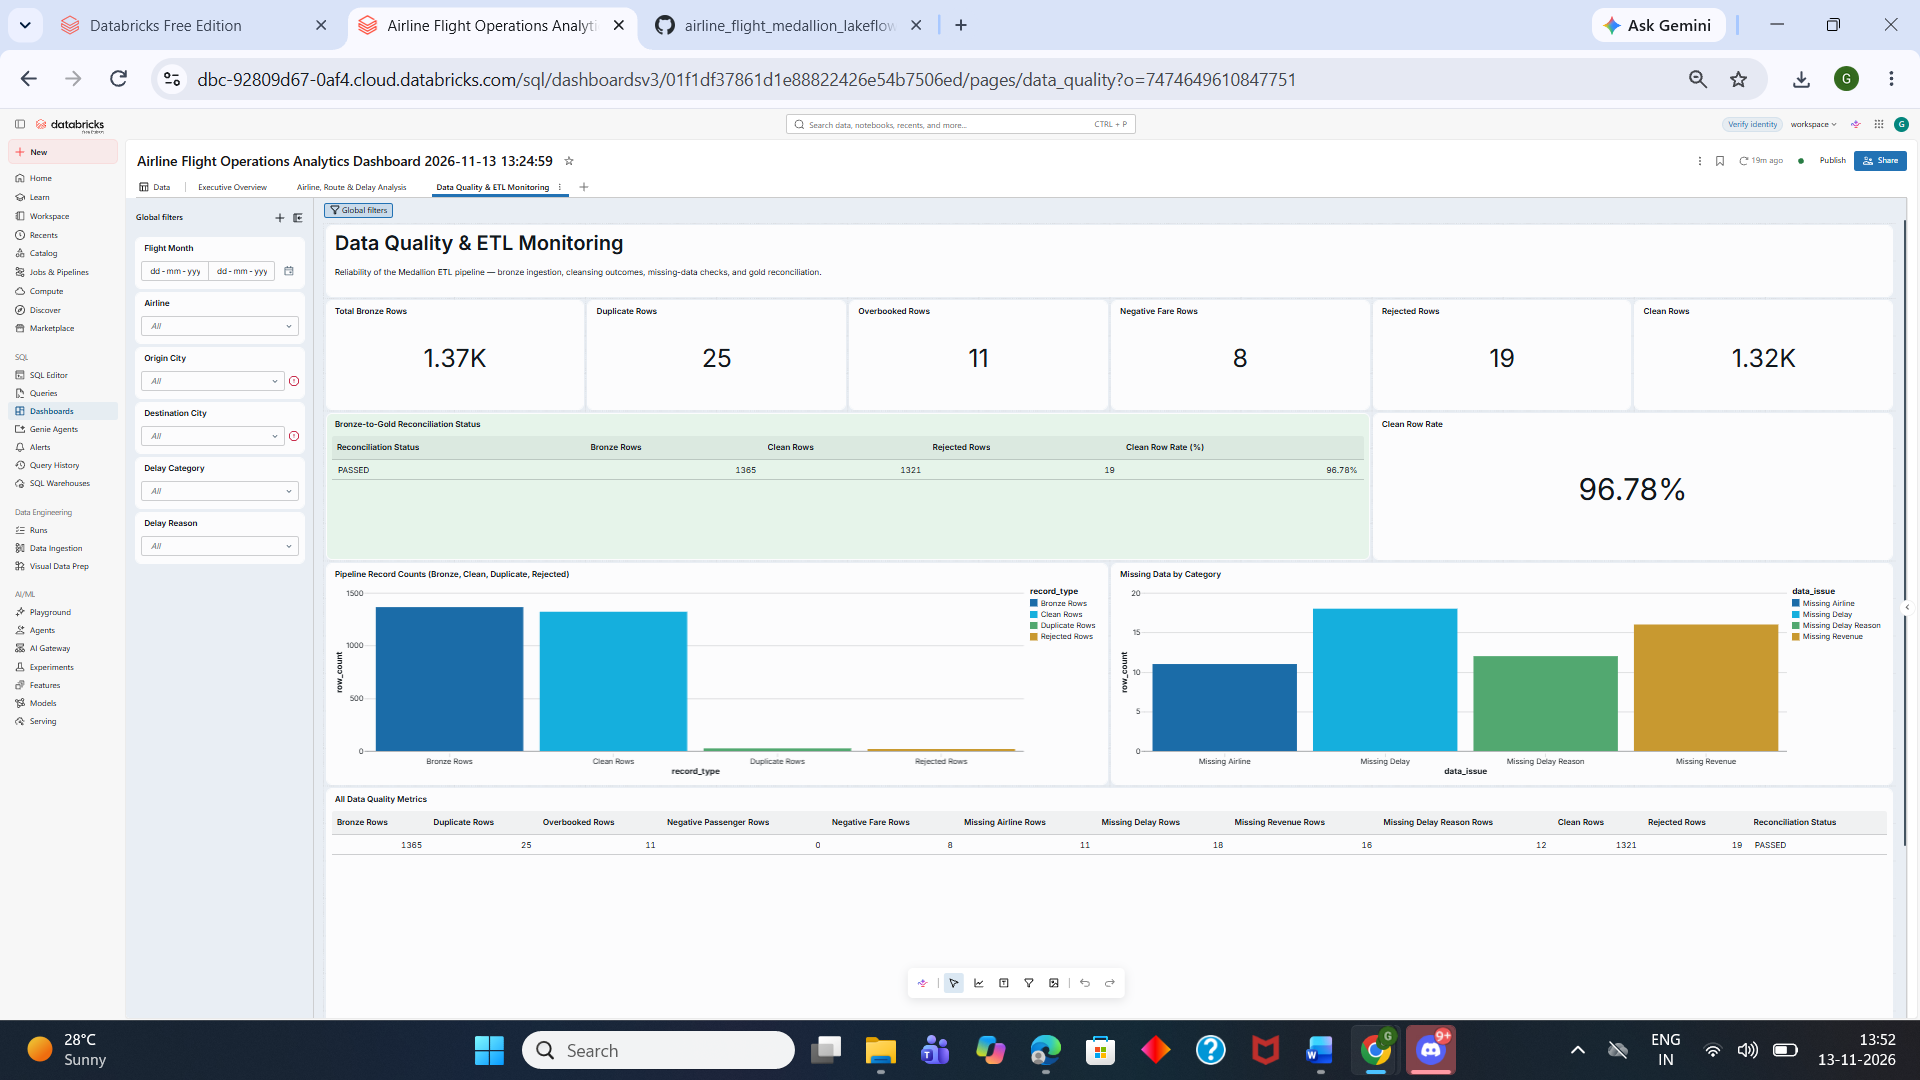 Databricks Free Edition
Airline Flight Operations Analyti
airline_flight_medallion_lakeflow
Ask Gemini
dbc-92809d67-0af4.cloud.databricks.com/sql/dashboardsv3/01f1df37861d1e88822426e54b7506ed/pages/data_quality?o=7474649610847751
G
databricks
Search data, notebooks, recents, and more...
CTRL + P
Verify identity
workspace
G
New
Home
Learn
Workspace
Recents
Catalog
Jobs & Pipelines
Compute
Discover
Marketplace
SQL
SQL Editor
Queries
Dashboards
Genie Agents
Alerts
Query History
SQL Warehouses
Data Engineering
Runs
Data Ingestion
Visual Data Prep
AI/ML
Playground
Agents
AI Gateway
Experiments
Features
Models
Serving
Airline Flight Operations Analytics Dashboard 2026-11-13 13:24:59
19m ago
Publish
Share
Data
Executive Overview
Airline, Route & Delay Analysis
Data Quality & ETL Monitoring
Global filters
Flight Month
dd-mm-yyy
dd-mm-yyy
Airline
All
Origin City
All
Destination City
All
Delay Category
All
Delay Reason
All
Global filters
Data Quality & ETL Monitoring
Reliability of the Medallion ETL pipeline — bronze ingestion, cleansing outcomes, missing-data checks, and gold reconciliation.
Total Bronze Rows
1.37K
Duplicate Rows
25
Overbooked Rows
11
Negative Fare Rows
8
Rejected Rows
19
Clean Rows
1.32K
Bronze-to-Gold Reconciliation Status
Reconciliation Status Bronze Rows Clean Rows Rejected Rows Clean Row Rate (%)
PASSED 1365 1321 19 96.78%
Clean Row Rate
96.78%
Pipeline Record Counts (Bronze, Clean, Duplicate, Rejected)
1500
1000
500
0
row_count
Bronze Rows Clean Rows Duplicate Rows Rejected Rows
record_type
record_type
Bronze Rows
Clean Rows
Duplicate Rows
Rejected Rows
Missing Data by Category
20
15
10
5
0
row_count
Missing Airline Missing Delay Missing Delay Reason Missing Revenue
data_issue
data_issue
Missing Airline
Missing Delay
Missing Delay Reason
Missing Revenue
All Data Quality Metrics
Bronze Rows Duplicate Rows Overbooked Rows Negative Passenger Rows Negative Fare Rows Missing Airline Rows Missing Delay Rows Missing Revenue Rows Missing Delay Reason Rows Clean Rows Rejected Rows Reconciliation Status
1365 25 11 0 8 11 18 16 12 1321 19 PASSED
28°C
Sunny
Search
G
9+
ENG
IN
13:52
13-11-2026